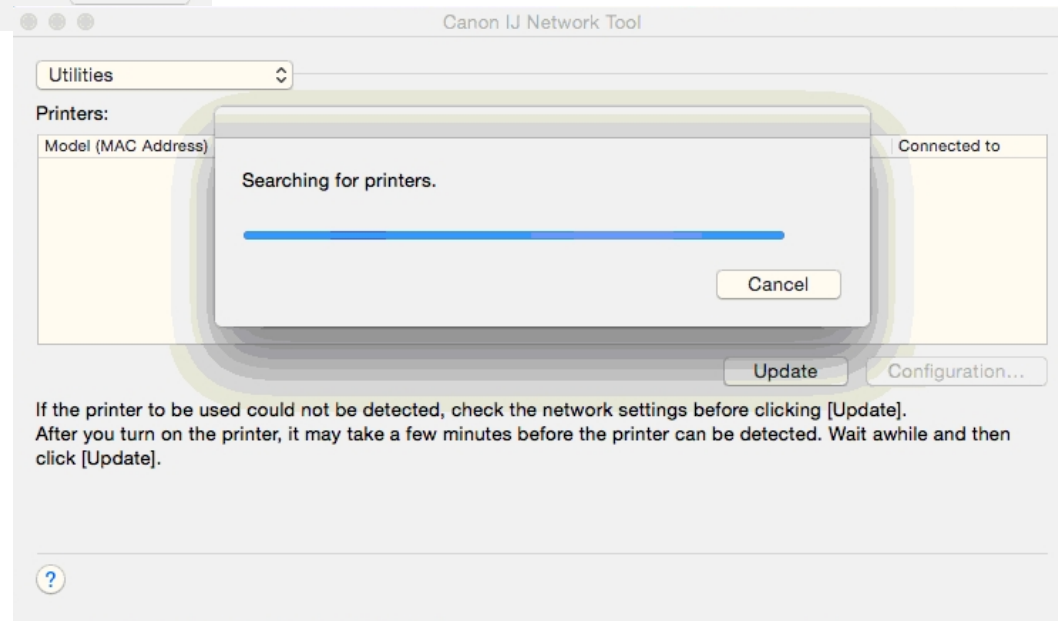 Canon IJ Network Tool
Utilities
Printers:
Model (MAC Address)
Connected to
Searching for printers.
Cancel
Update
Configuration...
If the printer to be used could not be detected, check the network settings before clicking [Update].
After you turn on the printer, it may take a few minutes before the printer can be detected. Wait awhile and then
click [Update].
?